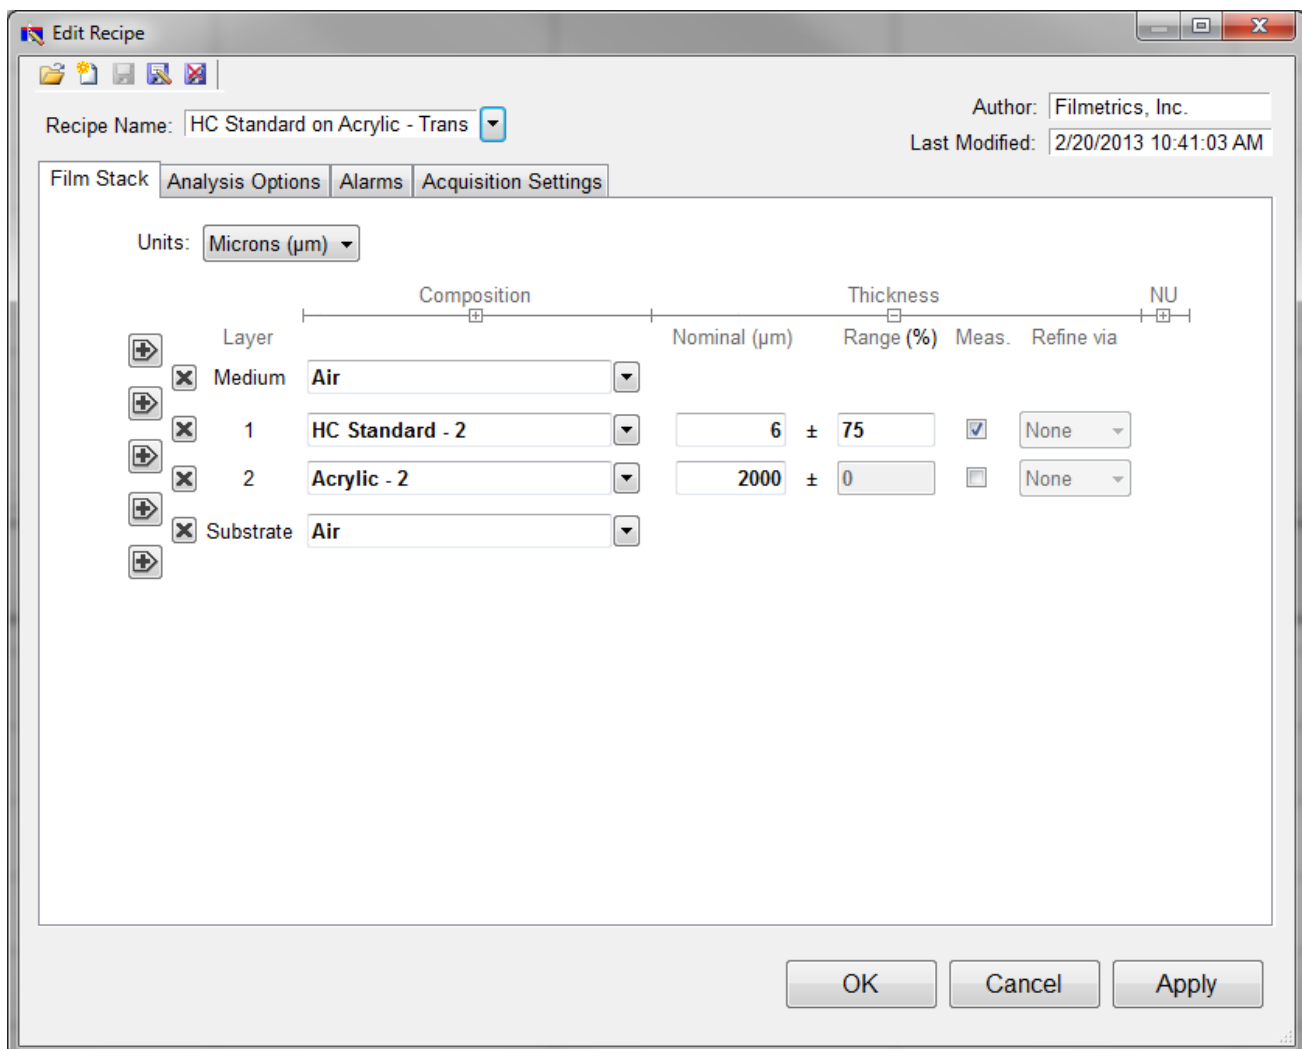 Edit Recipe
Recipe Name: HC Standard on Acrylic - Trans
Author: Filmetrics, Inc.
Last Modified: 2/20/2013 10:41:03 AM
Film Stack Analysis Options Alarms Acquisition Settings
Units: Microns (µm)
Composition Thickness NU
Layer Nominal (µm) Range (%) Meas. Refine via
Medium Air
1 HC Standard - 2 6 ± 75 None
2 Acrylic - 2 2000 ± 0 None
Substrate Air
OK Cancel Apply